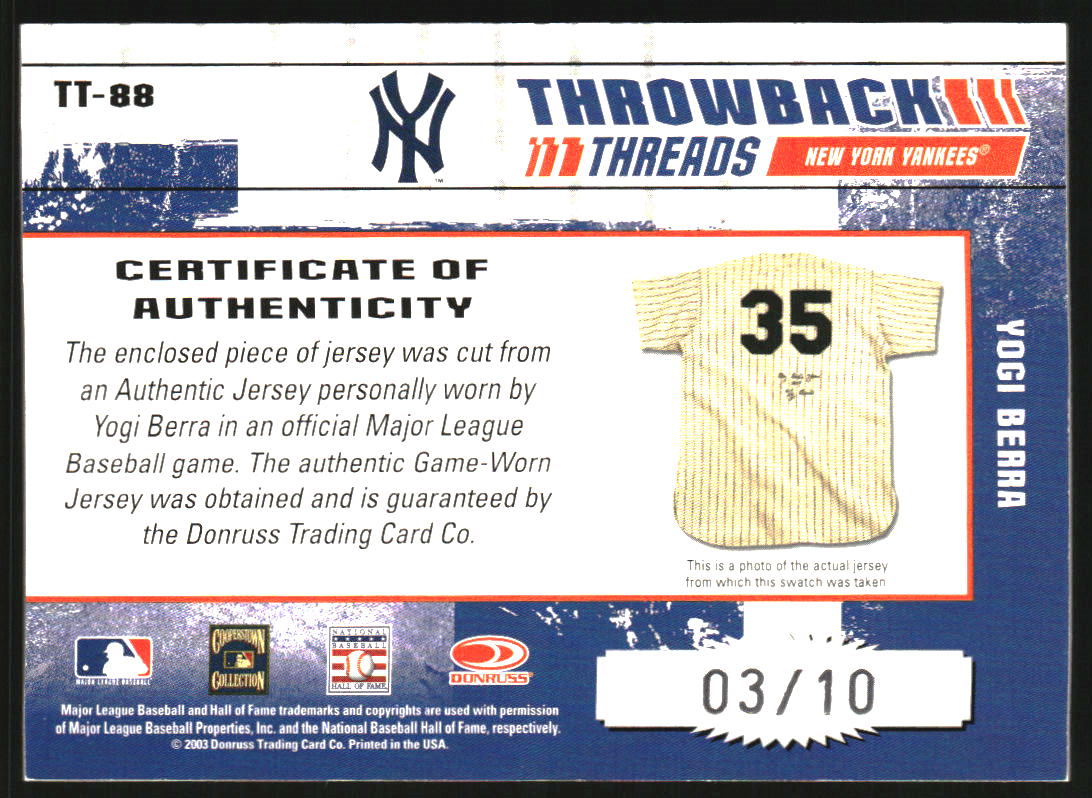 TT-88
NY
™
THROWBACK
THREADS
NEW YORK YANKEES®
CERTIFICATE OF
AUTHENTICITY
The enclosed piece of jersey was cut from
an Authentic Jersey personally worn by
Yogi Berra in an official Major League
Baseball game. The authentic Game-Worn
Jersey was obtained and is guaranteed by
the Donruss Trading Card Co.
35
This is a photo of the actual jersey
from which this swatch was taken
YOGI BERRA
MAJOR LEAGUE BASEBALL
COOPERSTOWN
COLLECTION
NATIONAL
BASEBALL
HALL OF FAME
DONRUSS®
03/10
Major League Baseball and Hall of Fame trademarks and copyrights are used with permission
of Major League Baseball Properties, Inc. and the National Baseball Hall of Fame, respectively.
© 2003 Donruss Trading Card Co. Printed in the USA.